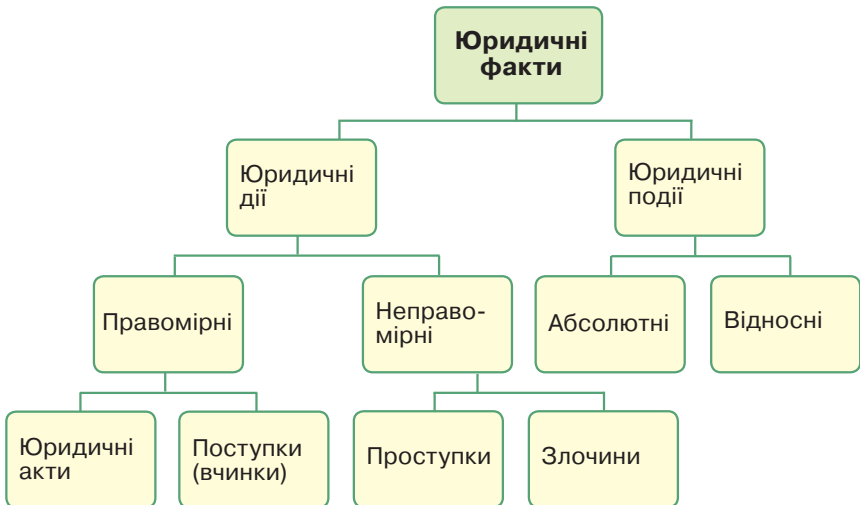 Юридичні
факти
Юридичні
дії
Юридичні
події
Правомірні
Неправо-
мірні
Абсолютні
Відносні
Юридичні
акти
Поступки
(вчинки)
Проступки
Злочини